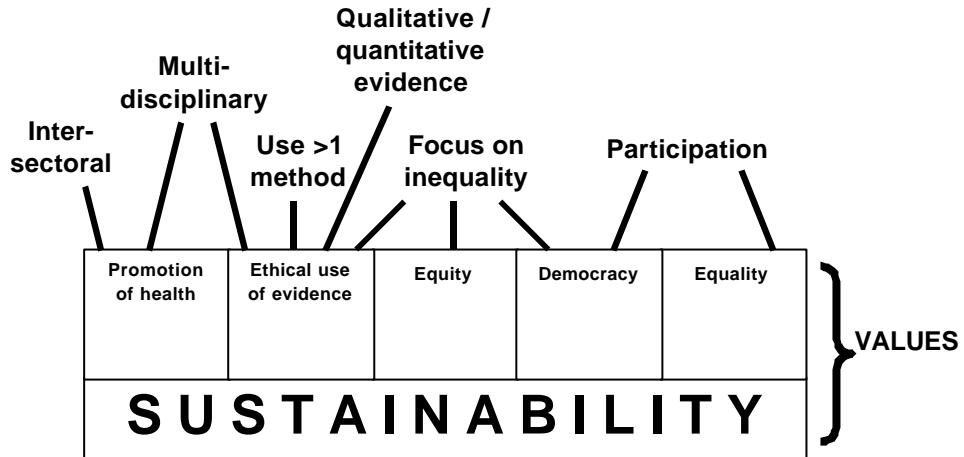 Qualitative /
quantitative
evidence
Multi-
disciplinary
Inter-
sectoral
Use >1
method
Focus on
inequality
Participation
Promotion
of health
Ethical use
of evidence
Equity
Democracy
Equality
VALUES
SUSTAINABILITY